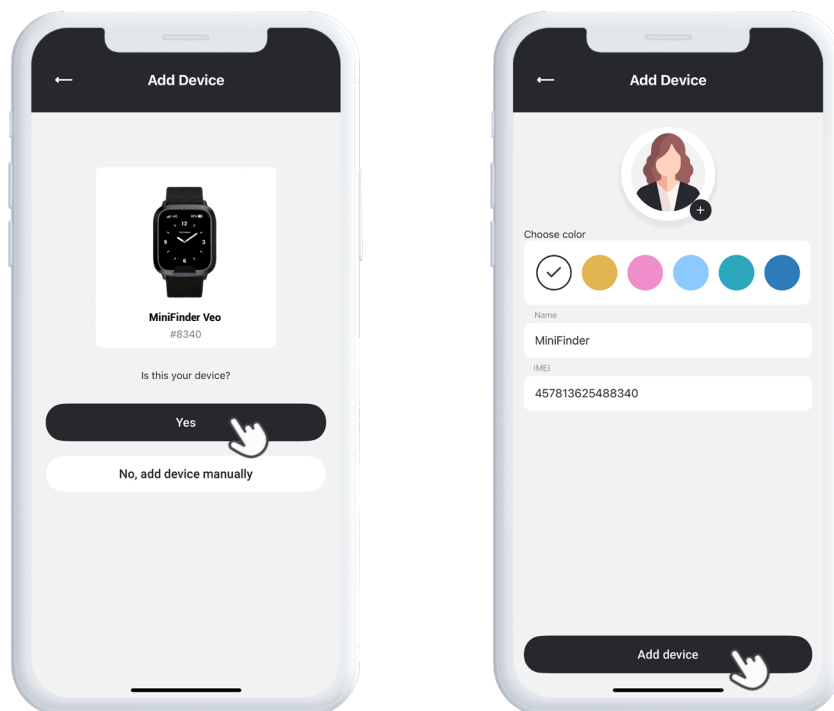 Add Device
MiniFinder Veo
#8340
Is this your device?
Yes
No, add device manually
Add Device
Choose color
Name
MiniFinder
IMEI
457813625488340
Add device